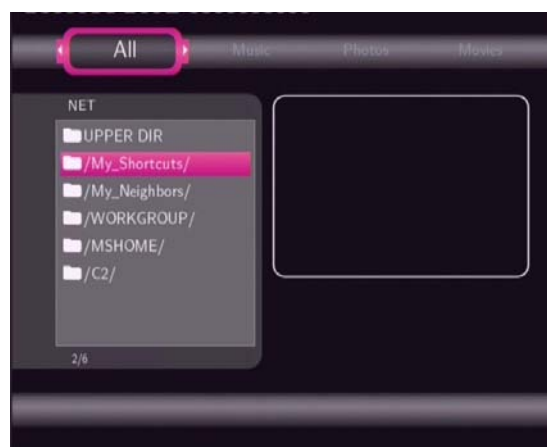 All Music Photos Movies
NET
UPPER DIR
/My_Shortcuts/
/My_Neighbors/
/WORKGROUP/
/MSHOME/
/C2/
2/6